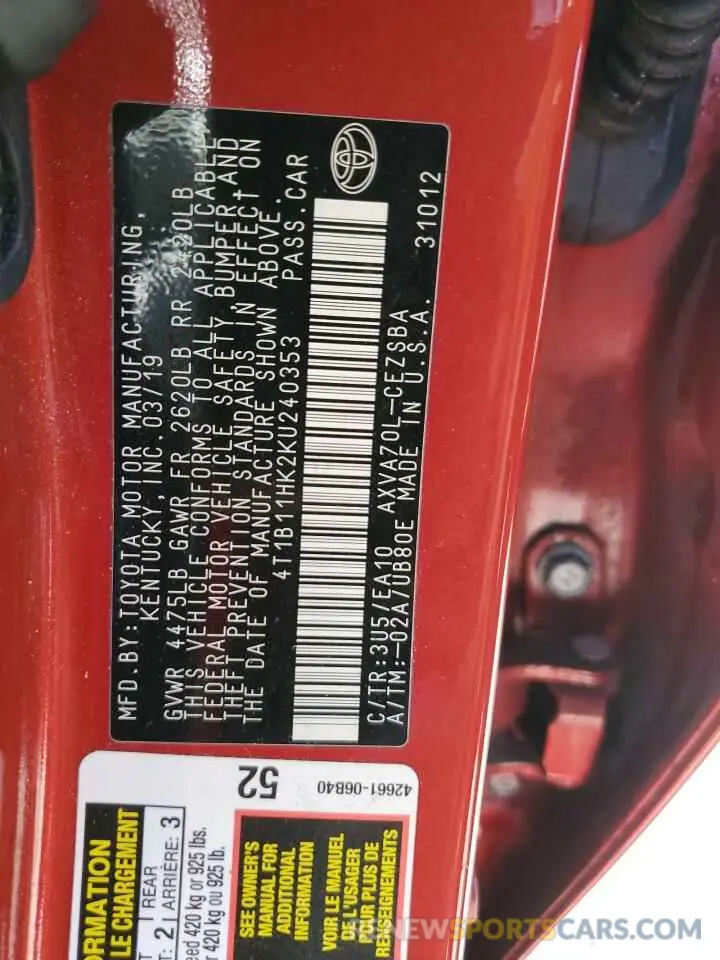 MFD. BY: TOYOTA MOTOR MANUFACTURING,
KENTUCKY, INC. 03/19
GVWR 4475LB GAWR FR 2620LB RR 2420LB
THIS VEHICLE CONFORMS TO ALL APPLICABLE
FEDERAL MOTOR VEHICLE SAFETY, BUMPER AND
THEFT PREVENTION STANDARDS IN EFFECT ON
THE DATE OF MANUFACTURE SHOWN ABOVE.
4T1B11HK2KU240353 PASS.CAR
C/TR:3U5/EA10 AXVA70L-CEZSBA
A/TM:-02A/UB80E MADE IN U.S.A. 31012
52
42661-06B40
LE CHARGEMENT
2 REAR 3
ARRIÈRE:
420 kg or 925 lbs.
420 kg ou 925 lb.
SEE OWNER'S
MANUAL FOR
ADDITIONAL
INFORMATION
VOIR LE MANUEL
DE L'USAGER
POUR PLUS DE
RENSEIGNEMENTS
RENEWSPORTSCARS.COM